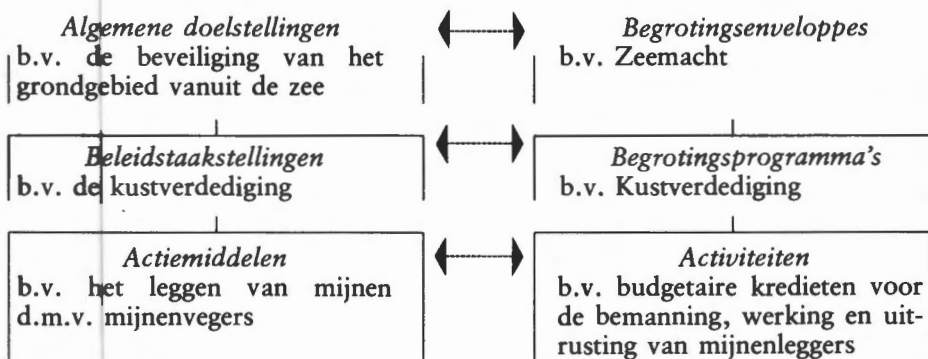 Algemene doelstellingen
b.v. de beveiliging van het
grondgebied vanuit de zee
Begrotingsenveloppes
b.v. Zeemacht
Beleidstaakstellingen
b.v. de kustverdediging
Begrotingsprogramma's
b.v. Kustverdediging
Actiemiddelen
b.v. het leggen van mijnen
d.m.v. mijnenvegers
Activiteiten
b.v. budgetaire kredieten voor
de bemanning, werking en uit-
rusting van mijnenleggers